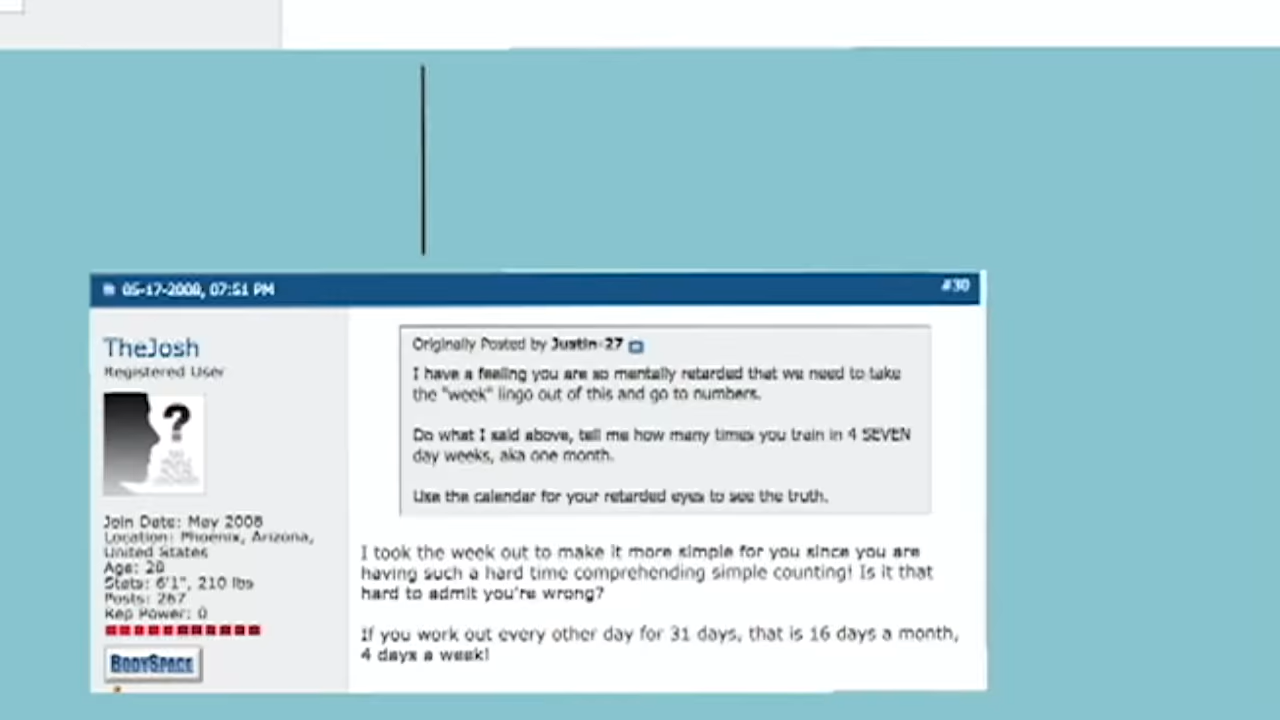 05-17-2008, 07:51 PM
#30
TheJosh
Registered User
?
Join Date: May 2008
Location: Phoenix, Arizona,
United States
Age: 20
Stats: 6'1", 210 lbs
Posts: 267
Rep Power: 0
BODYSPACE
Originally Posted by Justin-27
I have a feeling you are so mentally retarded that we need to take
the "week" lingo out of this and go to numbers.
Do what I said above, tell me how many times you train in 4 SEVEN
day weeks, aka one month.
Use the calendar for your retarded eyes to see the truth.
I took the week out to make it more simple for you since you are
having such a hard time comprehending simple counting! Is it that
hard to admit you're wrong?
If you work out every other day for 31 days, that is 16 days a month,
4 days a week!